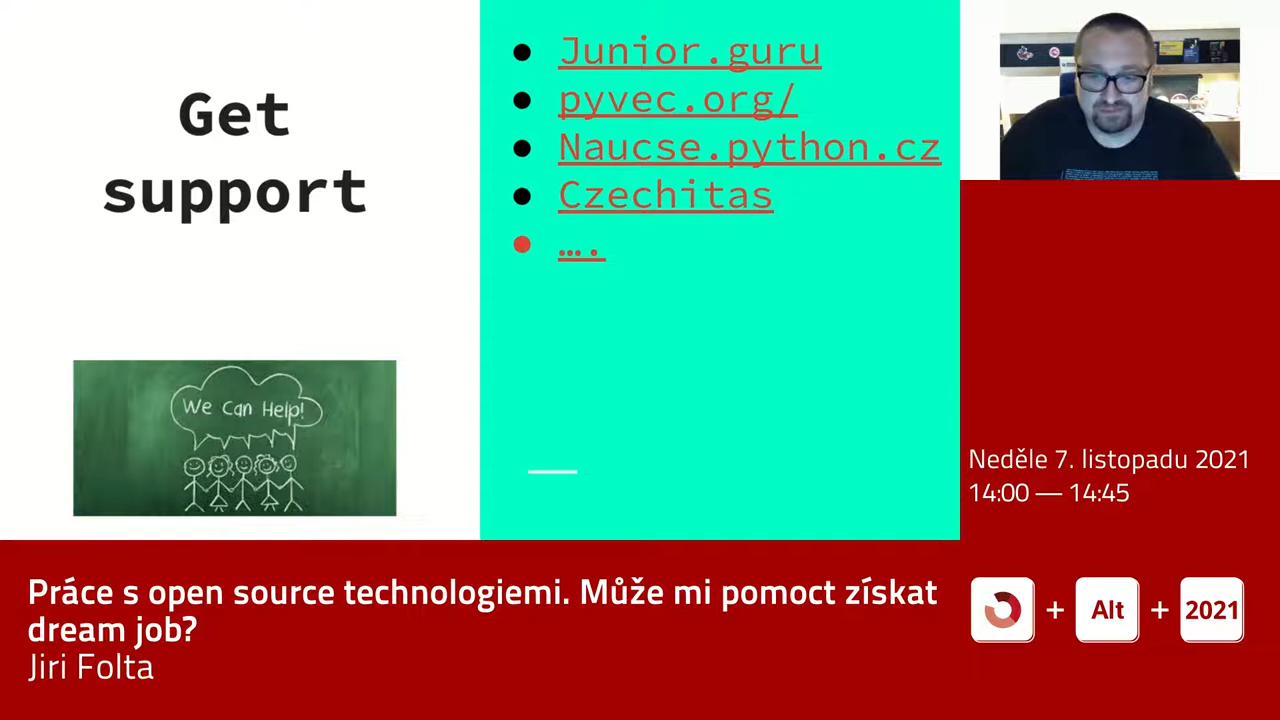 Get
support
We Can Help!
Junior.guru
pyvec.org/
Naucse.python.cz
Czechitas
….
Neděle 7. listopadu 2021
14:00 — 14:45
Práce s open source technologiemi. Může mi pomoct získat
dream job?
Jiri Folta
+ Alt + 2021